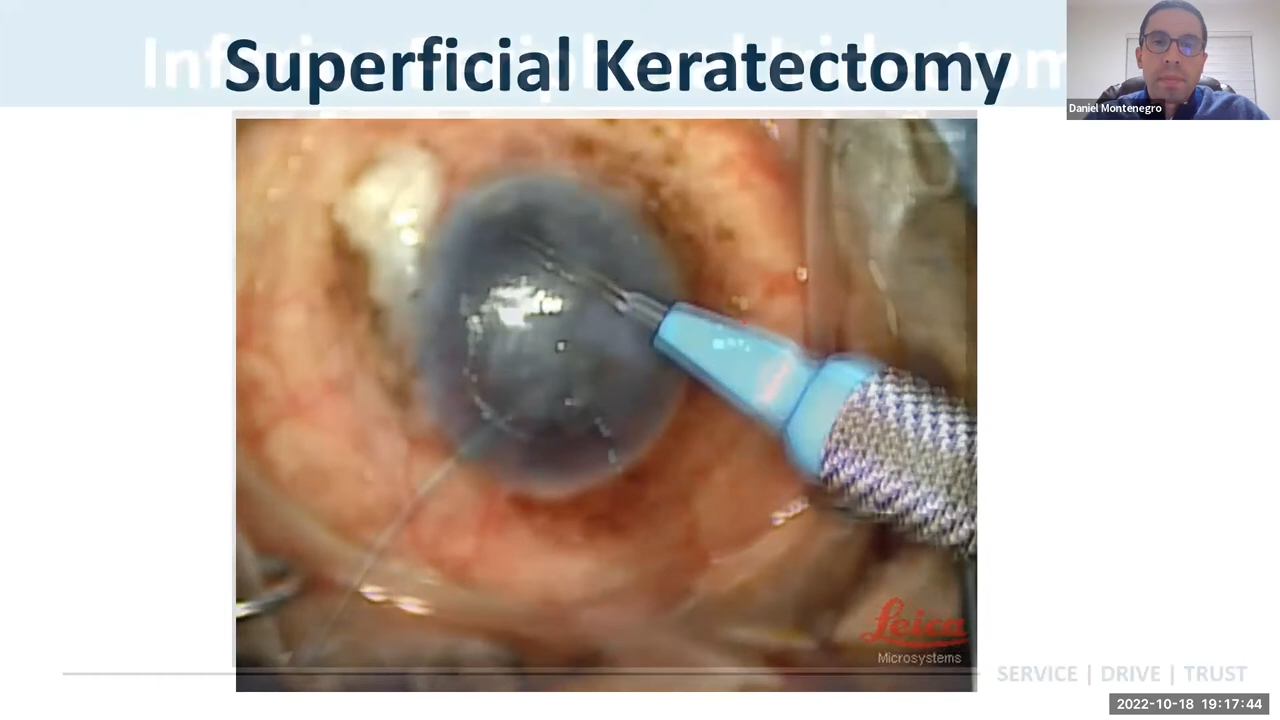 Superficial Keratectomy
Daniel Montenegro
Leica
Microsystems
SERVICE | DRIVE | TRUST
2022-10-18 19:17:44